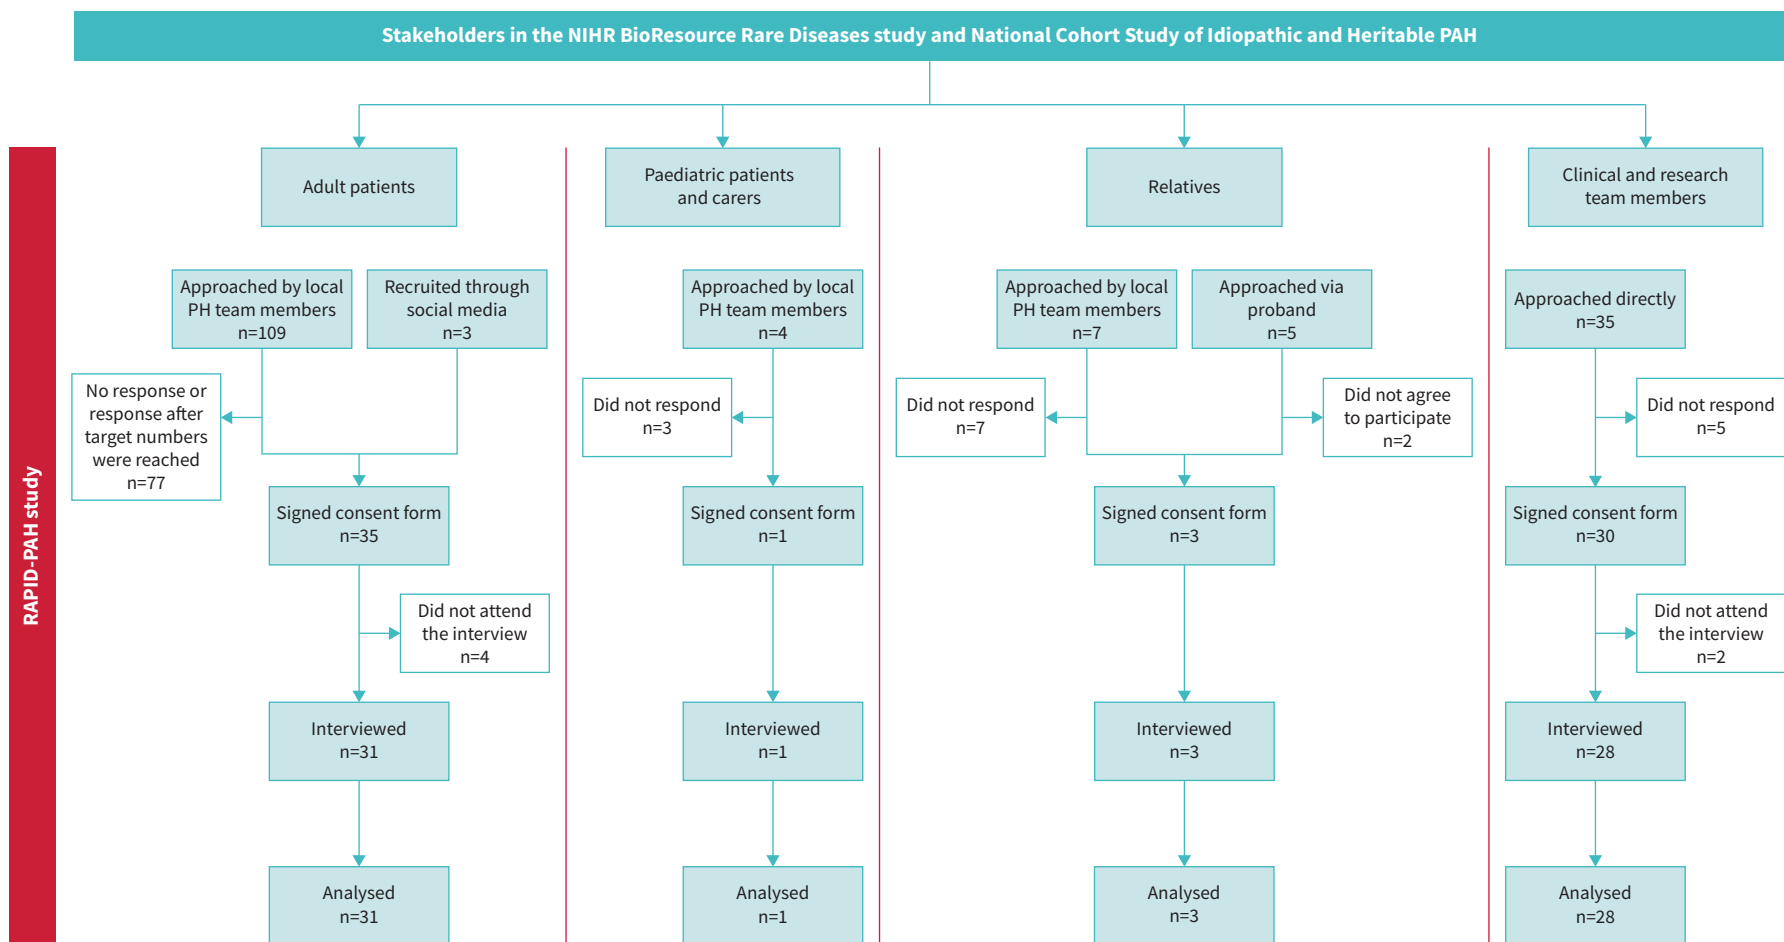 Stakeholders in the NIHR BioResource Rare Diseases study and National Cohort Study of Idiopathic and Heritable PAH
RAPID-PAH study
Adult patients
Approached by local
PH team members
n=109
Recruited through
social media
n=3
No response or
response after
target numbers
were reached
n=77
Signed consent form
n=35
Did not attend
the interview
n=4
Interviewed
n=31
Analysed
n=31
Paediatric patients
and carers
Approached by local
PH team members
n=4
Did not respond
n=3
Signed consent form
n=1
Interviewed
n=1
Analysed
n=1
Relatives
Approached by local
PH team members
n=7
Approached via
proband
n=5
Did not respond
n=7
Did not agree
to participate
n=2
Signed consent form
n=3
Interviewed
n=3
Analysed
n=3
Clinical and research
team members
Approached directly
n=35
Did not respond
n=5
Signed consent form
n=30
Did not attend
the interview
n=2
Interviewed
n=28
Analysed
n=28